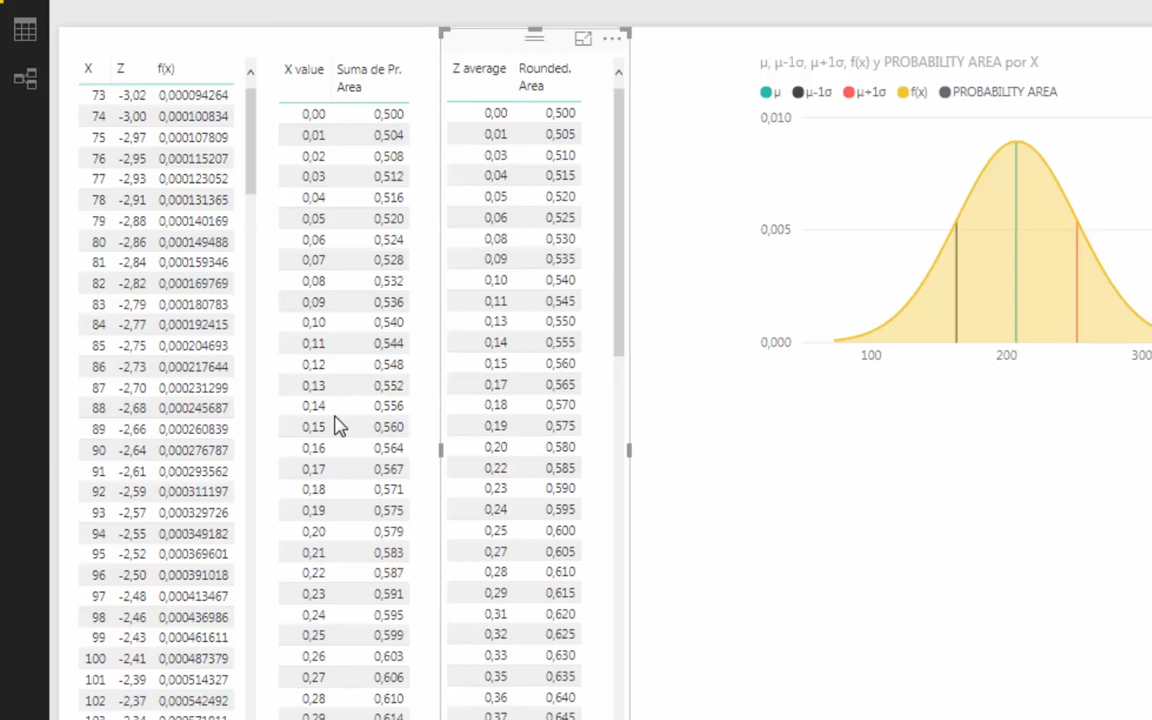 X Z f(x)
73 -3,02 0,000094264
74 -3,00 0,000100834
75 -2,97 0,000107809
76 -2,95 0,000115207
77 -2,93 0,000123052
78 -2,91 0,000131365
79 -2,88 0,000140169
80 -2,86 0,000149488
81 -2,84 0,000159346
82 -2,82 0,000169769
83 -2,79 0,000180783
84 -2,77 0,000192415
85 -2,75 0,000204693
86 -2,73 0,000217644
87 -2,70 0,000231299
88 -2,68 0,000245687
89 -2,66 0,000260839
90 -2,64 0,000276787
91 -2,61 0,000293562
92 -2,59 0,000311197
93 -2,57 0,000329726
94 -2,55 0,000349182
95 -2,52 0,000369601
96 -2,50 0,000391018
97 -2,48 0,000413467
98 -2,46 0,000436986
99 -2,43 0,000461611
100 -2,41 0,000487379
101 -2,39 0,000514327
102 -2,37 0,000542492
103 -2,34 0,000571811
X value Suma de Pr.
Area
0,00 0,500
0,01 0,504
0,02 0,508
0,03 0,512
0,04 0,516
0,05 0,520
0,06 0,524
0,07 0,528
0,08 0,532
0,09 0,536
0,10 0,540
0,11 0,544
0,12 0,548
0,13 0,552
0,14 0,556
0,15 0,560
0,16 0,564
0,17 0,567
0,18 0,571
0,19 0,575
0,20 0,579
0,21 0,583
0,22 0,587
0,23 0,591
0,24 0,595
0,25 0,599
0,26 0,603
0,27 0,606
0,28 0,610
0,29 0,614
Z average Rounded.
Area
0,00 0,500
0,01 0,505
0,03 0,510
0,04 0,515
0,05 0,520
0,06 0,525
0,08 0,530
0,09 0,535
0,10 0,540
0,11 0,545
0,13 0,550
0,14 0,555
0,15 0,560
0,17 0,565
0,18 0,570
0,19 0,575
0,20 0,580
0,22 0,585
0,23 0,590
0,24 0,595
0,25 0,600
0,27 0,605
0,28 0,610
0,29 0,615
0,31 0,620
0,32 0,625
0,33 0,630
0,35 0,635
0,36 0,640
0,37 0,645
μ, μ-1σ, μ+1σ, f(x) y PROBABILITY AREA por X
μ μ-1σ μ+1σ f(x) PROBABILITY AREA
0,010
0,005
0,000
100 200 300